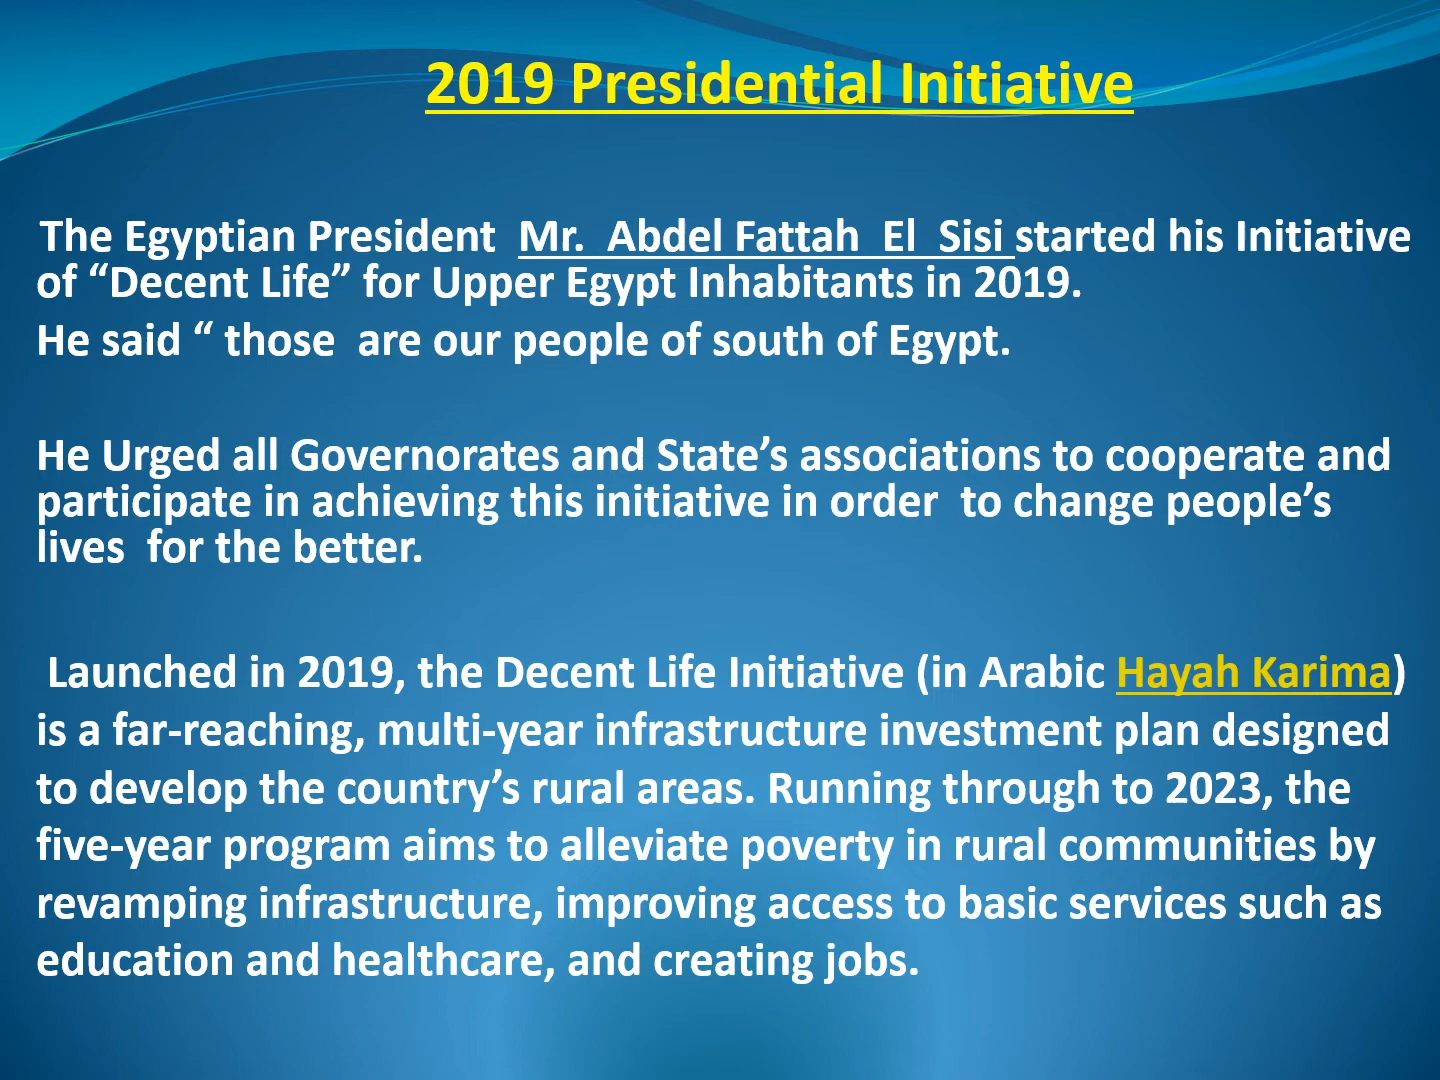 2019 Presidential Initiative
The Egyptian President Mr. Abdel Fattah El Sisi started his Initiative
of “Decent Life” for Upper Egypt Inhabitants in 2019.
He said “ those are our people of south of Egypt.
He Urged all Governorates and State’s associations to cooperate and
participate in achieving this initiative in order to change people’s
lives for the better.
Launched in 2019, the Decent Life Initiative (in Arabic Hayah Karima)
is a far-reaching, multi-year infrastructure investment plan designed
to develop the country’s rural areas. Running through to 2023, the
five-year program aims to alleviate poverty in rural communities by
revamping infrastructure, improving access to basic services such as
education and healthcare, and creating jobs.